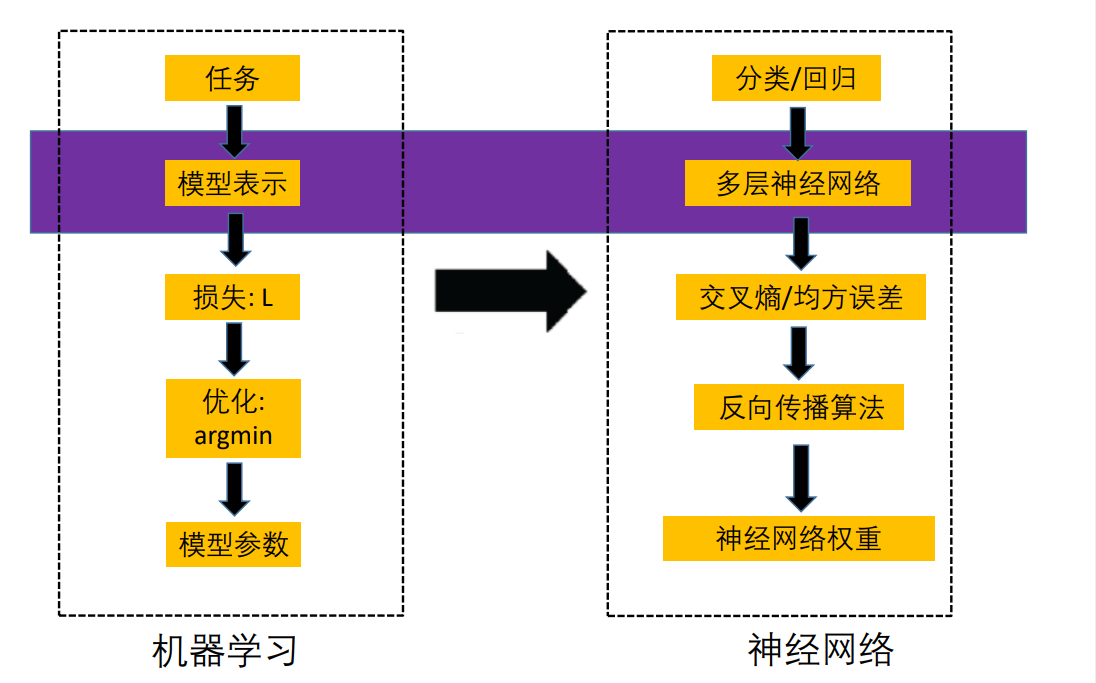 任务
模型表示
损失: L
优化:
argmin
模型参数
机器学习
分类/回归
多层神经网络
交叉熵/均方误差
反向传播算法
神经网络权重
神经网络